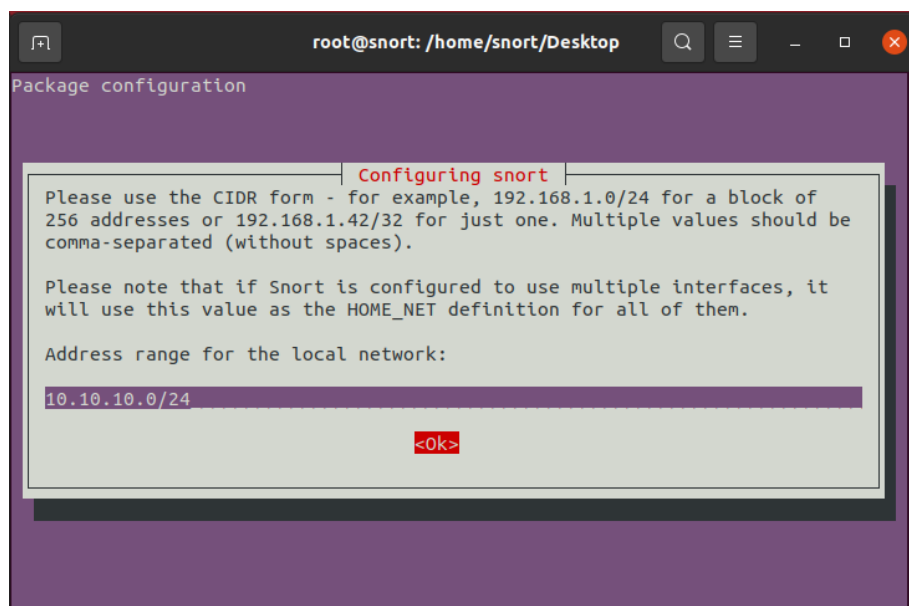 root@snort: /home/snort/Desktop
Package configuration
Configuring snort
Please use the CIDR form - for example, 192.168.1.0/24 for a block of
256 addresses or 192.168.1.42/32 for just one. Multiple values should be
comma-separated (without spaces).
Please note that if Snort is configured to use multiple interfaces, it
will use this value as the HOME_NET definition for all of them.
Address range for the local network:
10.10.10.0/24
<Ok>